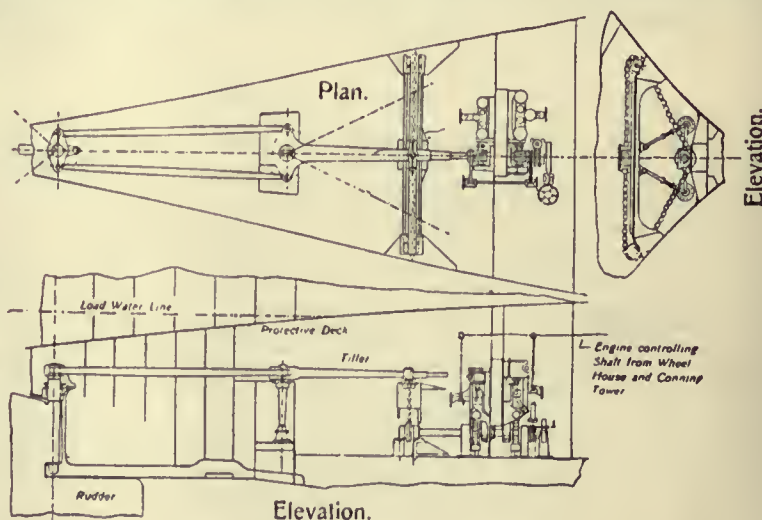 Plan.
Elevation.
Load Water Line
Protective Deck
Tiller
Engine controlling
Shaft from Wheel
House and Conning
Tower
Rudder
Elevation.